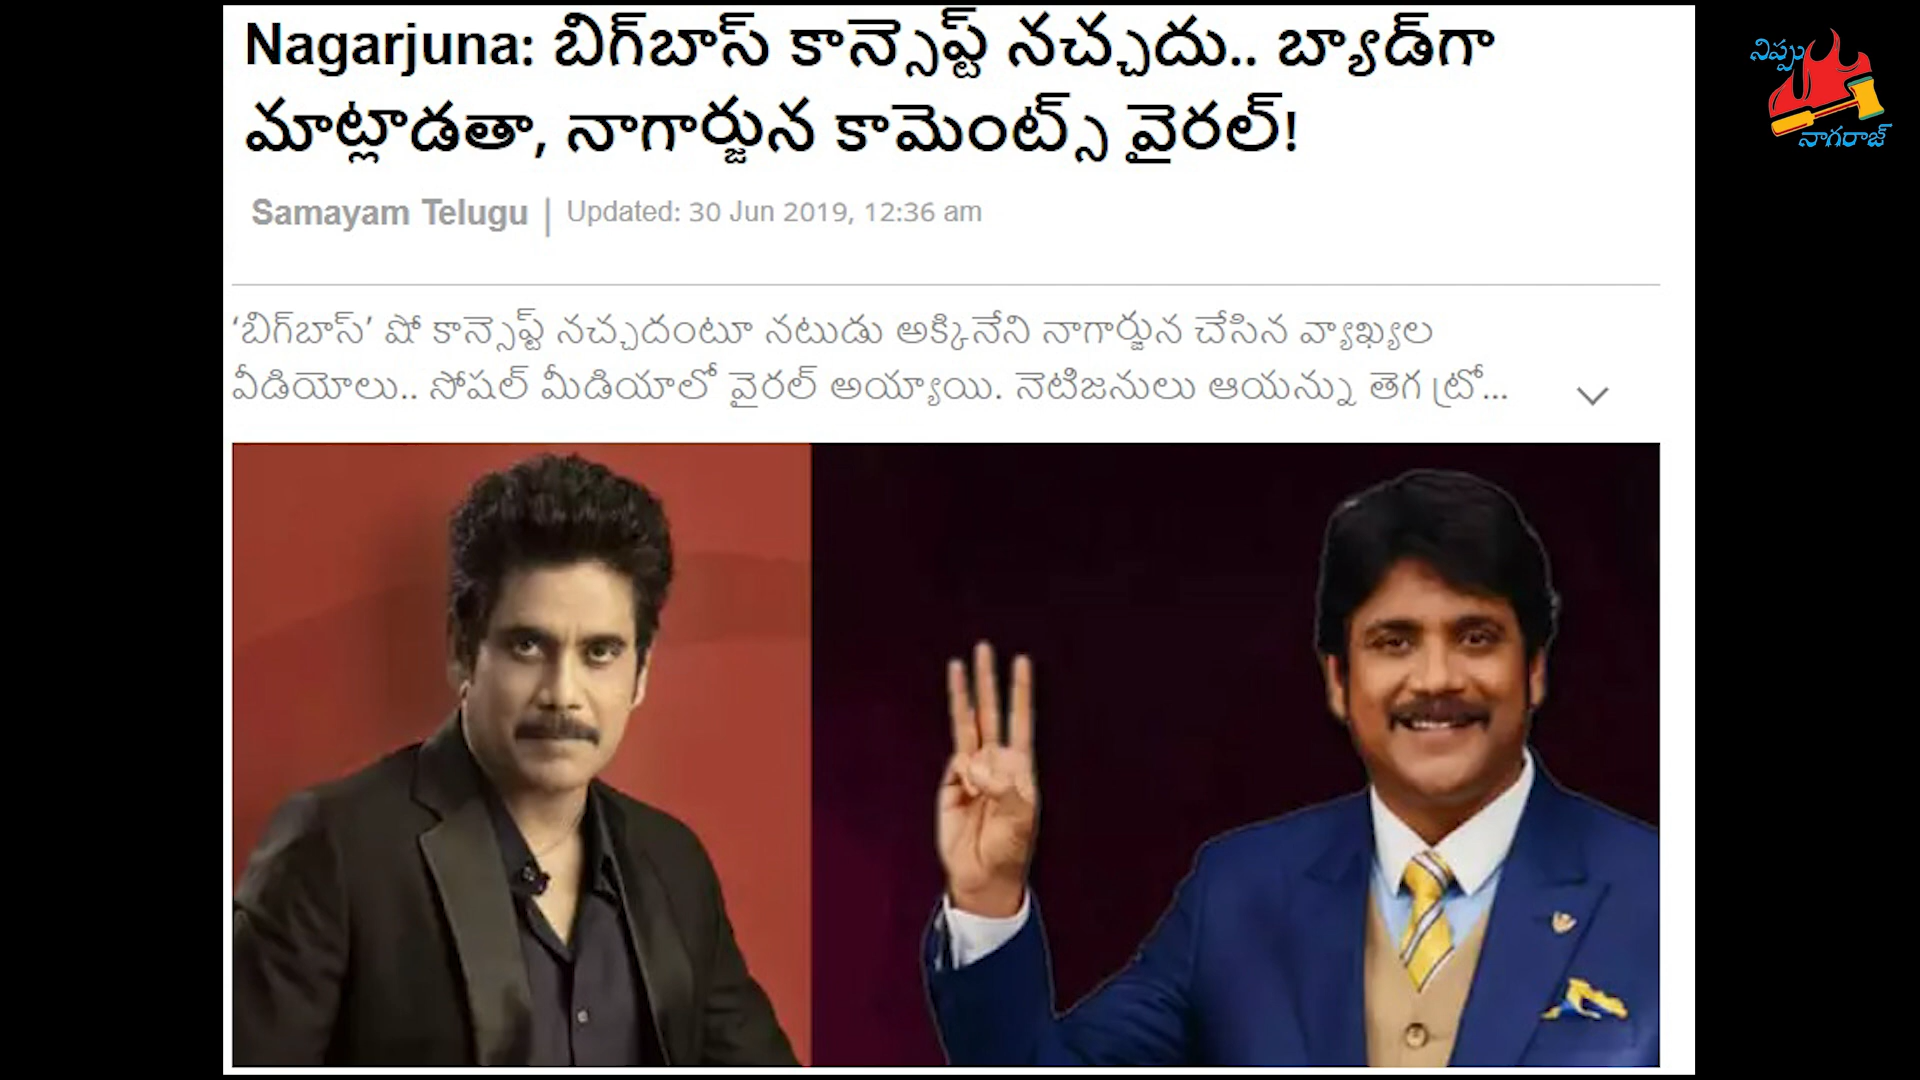 Nagarjuna: బిగ్‌బాస్ కాన్సెప్ట్ నచ్చదు.. బ్యాడ్‌గా
మాట్లాడతా, నాగార్జున కామెంట్స్ వైరల్!
Samayam Telugu | Updated: 30 Jun 2019, 12:36 am
‘బిగ్‌బాస్’ షో కాన్సెప్ట్ నచ్చదంటూ నటుడు అక్కినేని నాగార్జున చేసిన వ్యాఖ్యల
వీడియోలు.. సోషల్ మీడియాలో వైరల్ అయ్యాయి. నెటిజనులు ఆయన్ను తెగ ట్రో...
నిప్పు
నాగరాజ్